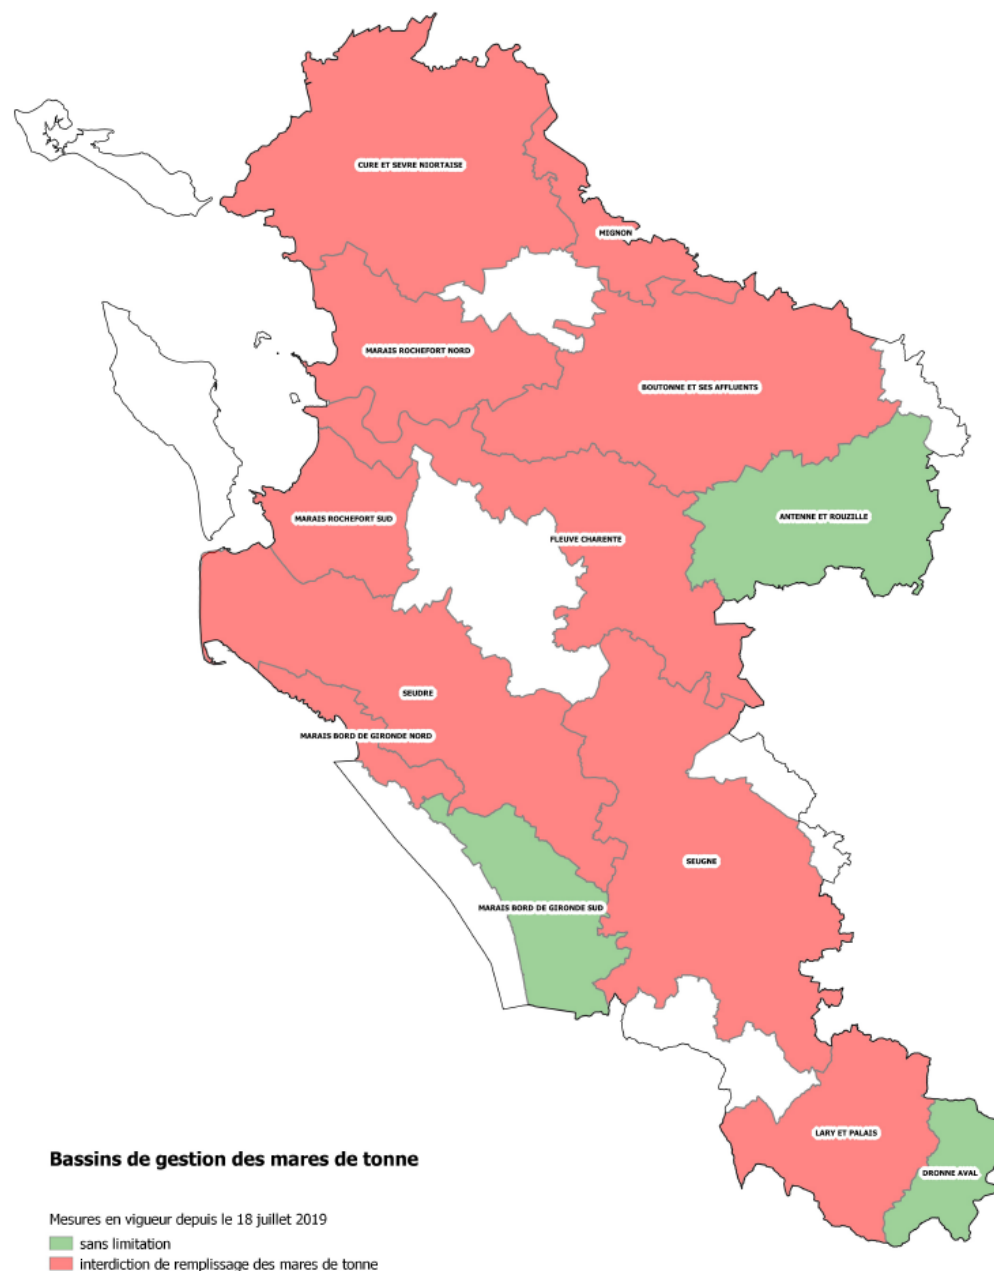 CURE ET SEVRE NIORTAISE
MIGNON
MARAIS ROCHEFORT NORD
BOUTONNE ET SES AFFLUENTS
ANTENNE ET ROUZILLE
MARAIS ROCHEFORT SUD
FLEUVE CHARENTE
SEUDRE
MARAIS BORD DE GIRONDE NORD
SEUGNE
MARAIS BORD DE GIRONDE SUD
LARY ET PALAIS
DRONNE AVAL
Bassins de gestion des mares de tonne
Mesures en vigueur depuis le 18 juillet 2019
sans limitation
interdiction de remplissage des mares de tonne